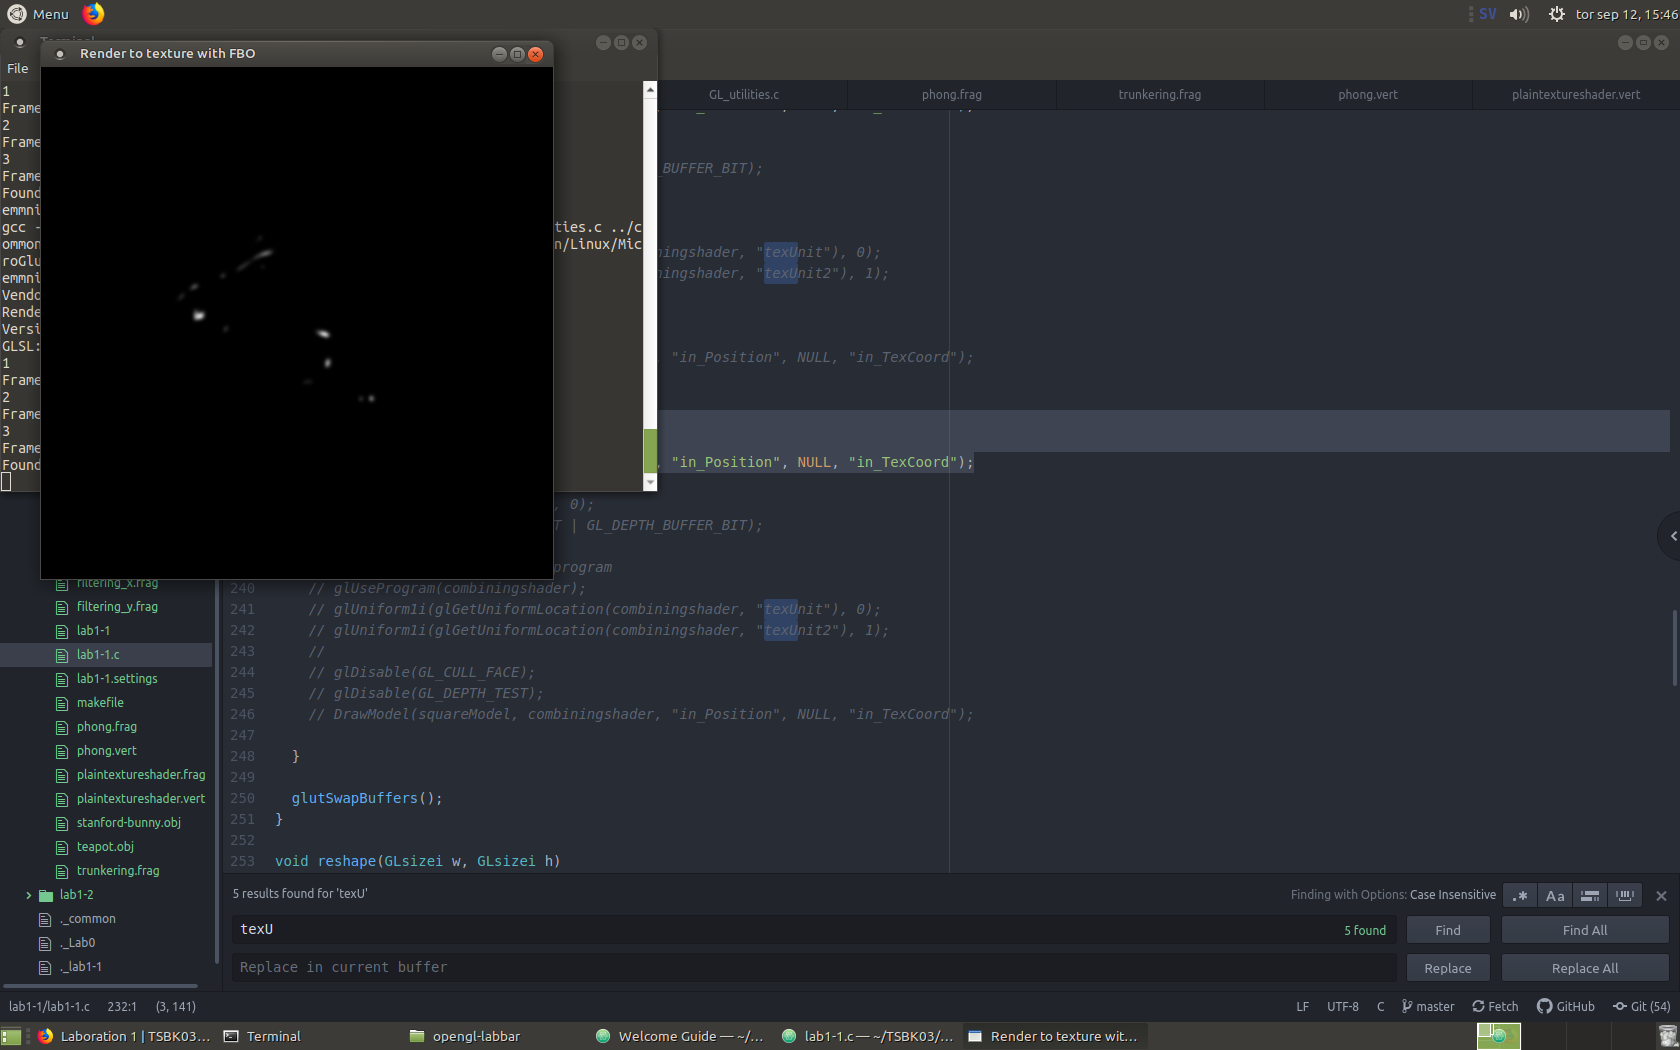 Menu
SV
tor sep 12, 15:46
Terminal
Render to texture with FBO
File
1
Frame
2
Frame
3
Frame
Found
emmni
gcc -
ommon
roGlu
emmni
Vendo
Rende
Versi
GLSL:
1
Frame
2
Frame
3
Frame
Found
ties.c ../c
n/Linux/Mic
GL_utilities.c
phong.frag
trunkering.frag
phong.vert
plaintextureshader.vert
_BUFFER_BIT);
ningshader, "texUnit"), 0);
ningshader, "texUnit2"), 1);
, "in_Position", NULL, "in_TexCoord");
, "in_Position", NULL, "in_TexCoord");
, 0);
T | GL_DEPTH_BUFFER_BIT);
program
240 // glUseProgram(combiningshader);
241 // glUniform1i(glGetUniformLocation(combiningshader, "texUnit"), 0);
242 // glUniform1i(glGetUniformLocation(combiningshader, "texUnit2"), 1);
243 //
244 // glDisable(GL_CULL_FACE);
245 // glDisable(GL_DEPTH_TEST);
246 // DrawModel(squareModel, combiningshader, "in_Position", NULL, "in_TexCoord");
247
248 }
249
250 glutSwapBuffers();
251 }
252
253 void reshape(GLsizei w, GLsizei h)
filtering_x.frag
filtering_y.frag
lab1-1
lab1-1.c
lab1-1.settings
makefile
phong.frag
phong.vert
plaintextureshader.frag
plaintextureshader.vert
stanford-bunny.obj
teapot.obj
trunkering.frag
lab1-2
._common
._Lab0
._lab1-1
5 results found for 'texU'
Finding with Options: Case Insensitive
.*
Aa
texU
5 found
Find
Find All
Replace in current buffer
Replace
Replace All
lab1-1/lab1-1.c 232:1 (3, 141)
LF UTF-8 C master Fetch GitHub Git (54)
Laboration 1 | TSBK03...
Terminal
opengl-labbar
Welcome Guide — ~/...
lab1-1.c — ~/TSBK03/...
Render to texture wit...